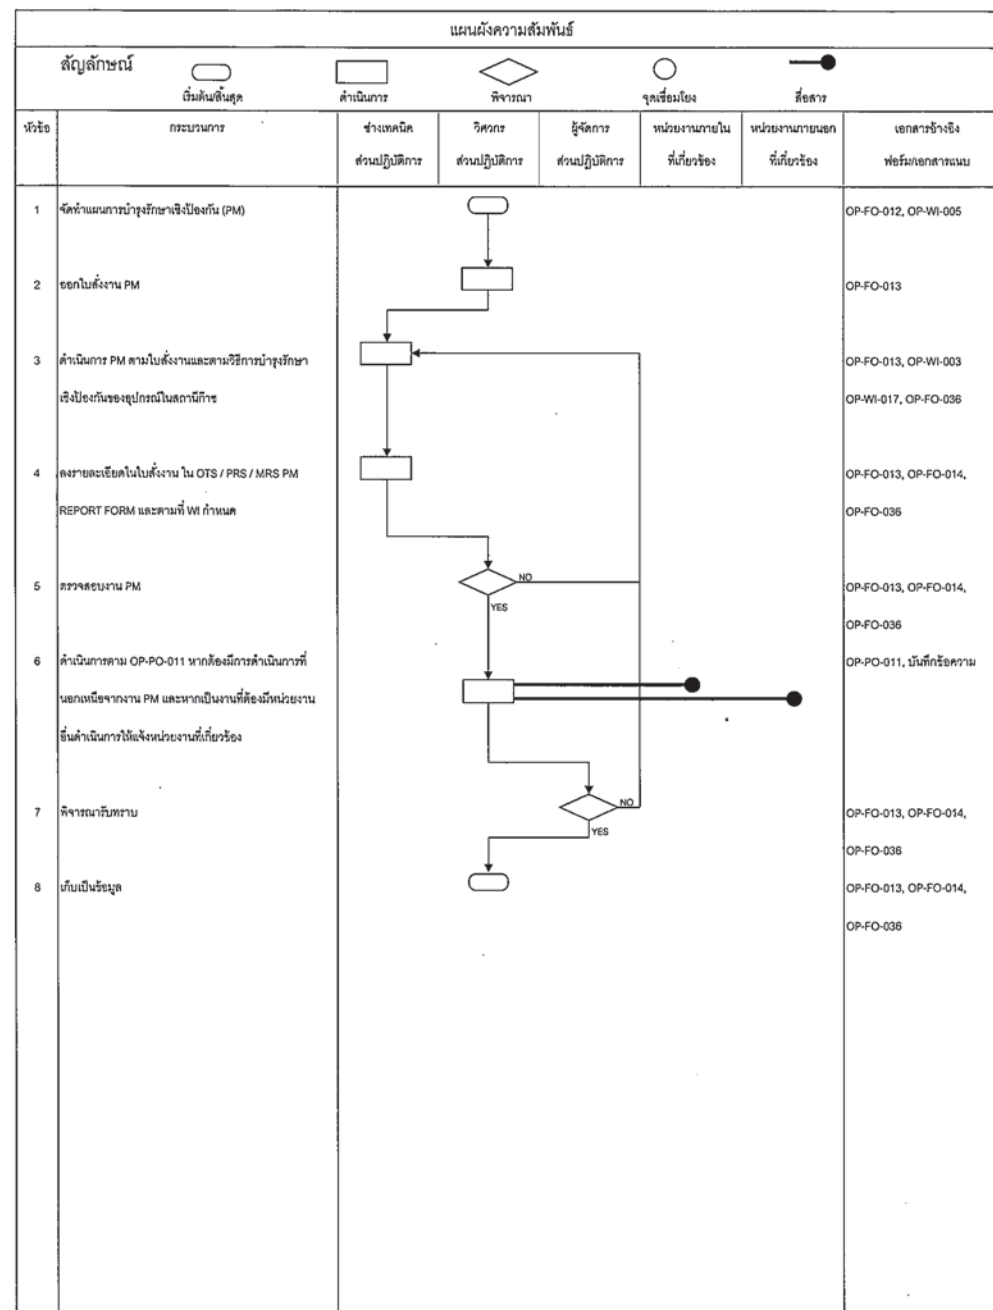 แผนผังความสัมพันธ์
สัญลักษณ์
เริ่มต้น/สิ้นสุด
ดำเนินการ
พิจารณา
จุดเชื่อมโยง
สื่อสาร
หัวข้อ
กระบวนการ
ช่างเทคนิค
ส่วนปฏิบัติการ
วิศวกร
ส่วนปฏิบัติการ
ผู้จัดการ
ส่วนปฏิบัติการ
หน่วยงานภายใน
ที่เกี่ยวข้อง
หน่วยงานภายนอก
ที่เกี่ยวข้อง
เอกสารอ้างอิง
ฟอร์ม/เอกสารแนบ
1 จัดทำแผนการบำรุงรักษาเชิงป้องกัน (PM)
OP-FO-012, OP-WI-005
2 ออกใบสั่งงาน PM
OP-FO-013
3 ดำเนินการ PM ตามใบสั่งงานและตามวิธีการบำรุงรักษา
OP-FO-013, OP-WI-003
เชิงป้องกันของอุปกรณ์ในสถานีก๊าซ
OP-WI-017, OP-FO-036
4 ลงรายละเอียดในใบสั่งงาน ใน OTS / PRS / MRS PM
OP-FO-013, OP-FO-014,
REPORT FORM และตามที่ WI กำหนด
OP-FO-036
5 ตรวจสอบงาน PM
NO
OP-FO-013, OP-FO-014,
YES
OP-FO-036
6 ดำเนินการตาม OP-PO-011 หากต้องมีการดำเนินการที่
OP-PO-011, บันทึกข้อความ
นอกเหนือจากงาน PM และหากเป็นงานที่ต้องมีหน่วยงาน
อื่นดำเนินการให้แจ้งหน่วยงานที่เกี่ยวข้อง
7 พิจารณารับทราบ
NO
OP-FO-013, OP-FO-014,
YES
OP-FO-036
8 เก็บเป็นข้อมูล
OP-FO-013, OP-FO-014,
OP-FO-036